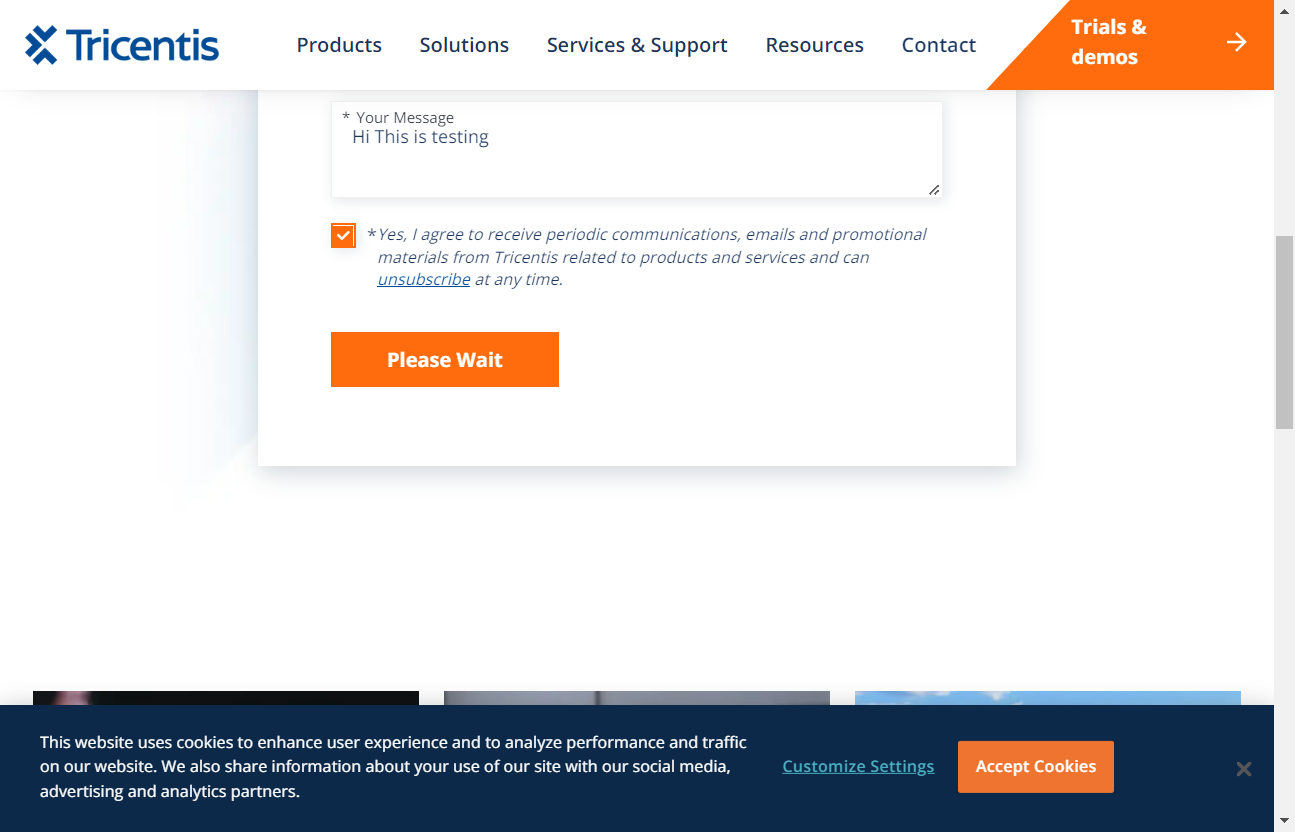 Tricentis
Products
Solutions
Services & Support
Resources
Contact
Trials &
demos
* Your Message
Hi This is testing
*Yes, I agree to receive periodic communications, emails and promotional
materials from Tricentis related to products and services and can
unsubscribe at any time.
Please Wait
This website uses cookies to enhance user experience and to analyze performance and traffic
on our website. We also share information about your use of our site with our social media,
advertising and analytics partners.
Customize Settings
Accept Cookies